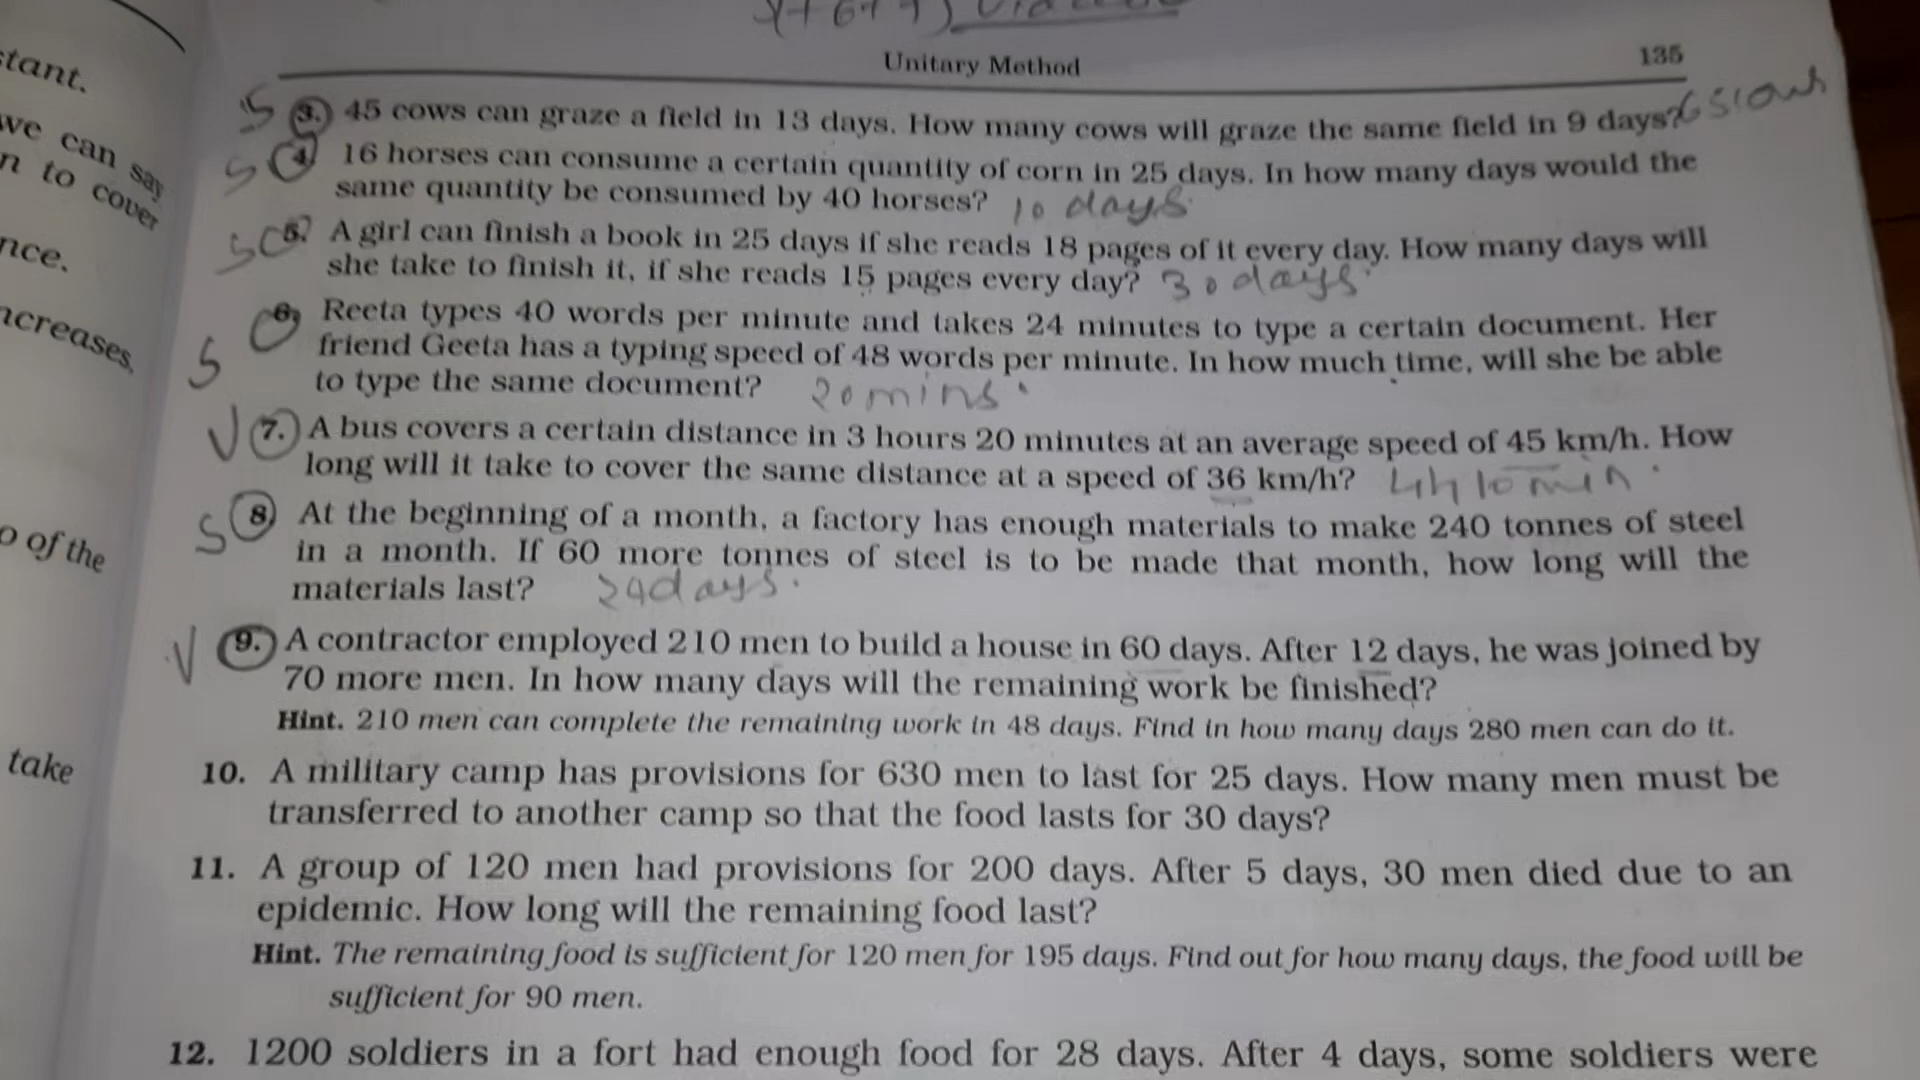 Unitary Method 135
stant.
we can say
n to cover
nce.
ncreases,
o of the
take
S 3. 45 cows can graze a field in 13 days. How many cows will graze the same field in 9 days?
S 4. 16 horses can consume a certain quantity of corn in 25 days. In how many days would the
same quantity be consumed by 40 horses? 10 days.
S 5. A girl can finish a book in 25 days if she reads 18 pages of it every day. How many days will
she take to finish it, if she reads 15 pages every day? 30 days.
6. Reeta types 40 words per minute and takes 24 minutes to type a certain document. Her
S friend Geeta has a typing speed of 48 words per minute. In how much time, will she be able
to type the same document? 20 mins.
7. A bus covers a certain distance in 3 hours 20 minutes at an average speed of 45 km/h. How
long will it take to cover the same distance at a speed of 36 km/h? 4h 10 min.
S 8. At the beginning of a month, a factory has enough materials to make 240 tonnes of steel
in a month. If 60 more tonnes of steel is to be made that month, how long will the
materials last? 24 days.
9. A contractor employed 210 men to build a house in 60 days. After 12 days, he was joined by
70 more men. In how many days will the remaining work be finished?
Hint. 210 men can complete the remaining work in 48 days. Find in how many days 280 men can do it.
10. A military camp has provisions for 630 men to last for 25 days. How many men must be
transferred to another camp so that the food lasts for 30 days?
11. A group of 120 men had provisions for 200 days. After 5 days, 30 men died due to an
epidemic. How long will the remaining food last?
Hint. The remaining food is sufficient for 120 men for 195 days. Find out for how many days, the food will be
sufficient for 90 men.
12. 1200 soldiers in a fort had enough food for 28 days. After 4 days, some soldiers were